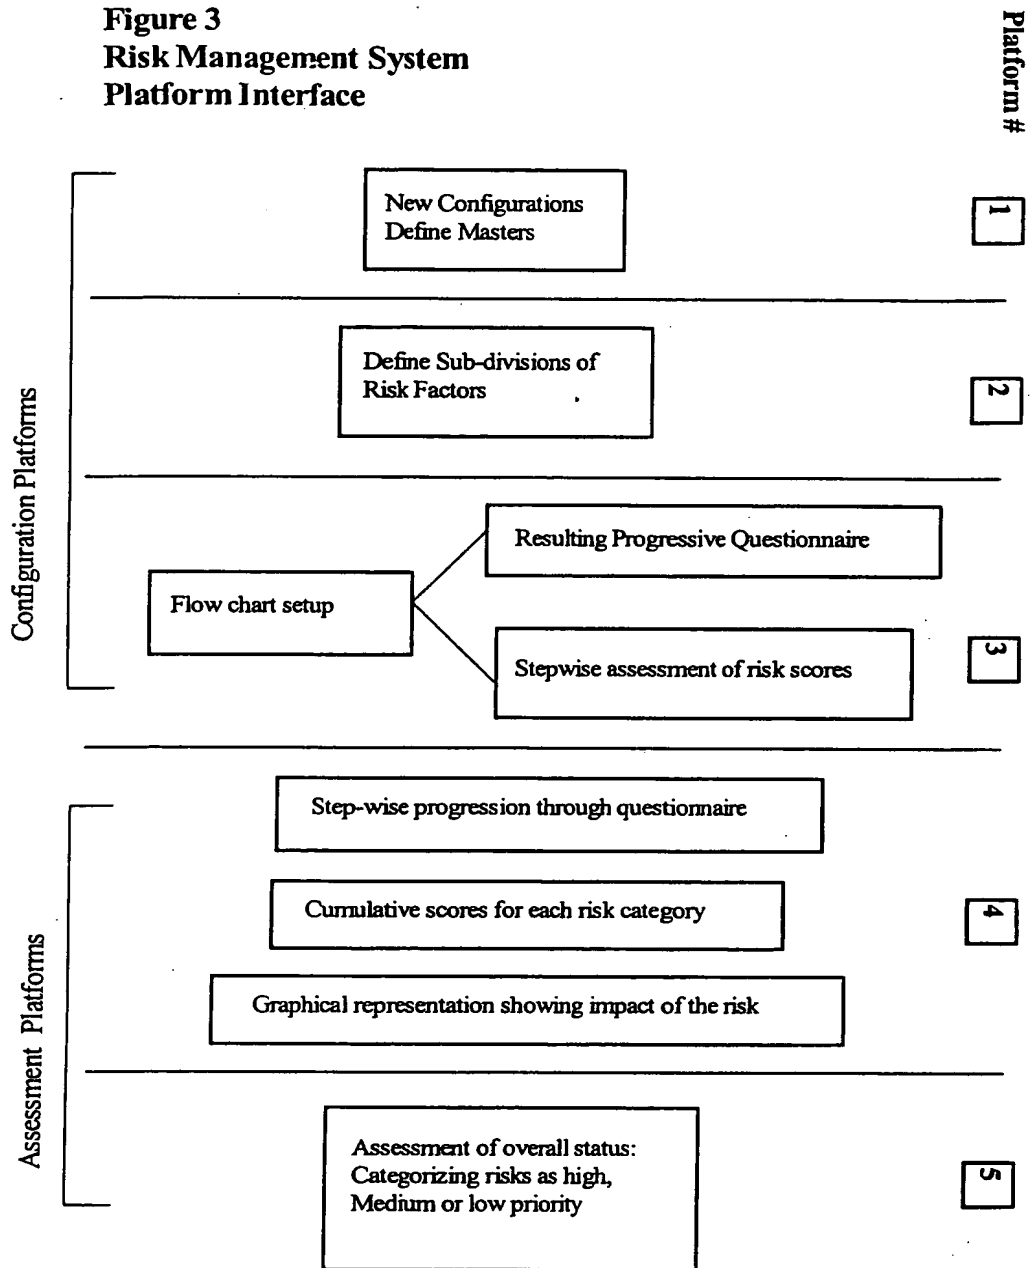 Figure 3
Risk Management System
Platform Interface
Platform #
New Configurations
Define Masters
1
Define Sub-divisions of
Risk Factors
2
Configuration Platforms
Resulting Progressive Questionnaire
Flow chart setup
Stepwise assessment of risk scores
3
Step-wise progression through questionnaire
Cumulative scores for each risk category
4
Graphical representation showing impact of the risk
Assessment Platforms
Assessment of overall status:
Categorizing risks as high,
Medium or low priority
5